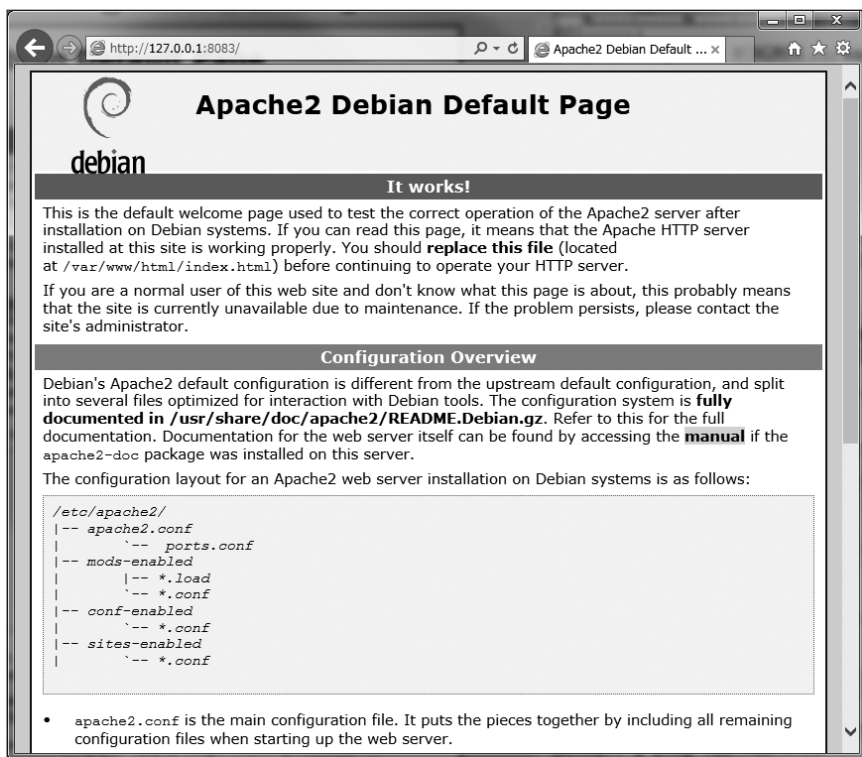 http://127.0.0.1:8083/
Apache2 Debian Default ... ×
debian
Apache2 Debian Default Page
It works!
This is the default welcome page used to test the correct operation of the Apache2 server after
installation on Debian systems. If you can read this page, it means that the Apache HTTP server
installed at this site is working properly. You should replace this file (located
at /var/www/html/index.html) before continuing to operate your HTTP server.
If you are a normal user of this web site and don't know what this page is about, this probably means
that the site is currently unavailable due to maintenance. If the problem persists, please contact the
site's administrator.
Configuration Overview
Debian's Apache2 default configuration is different from the upstream default configuration, and split
into several files optimized for interaction with Debian tools. The configuration system is fully
documented in /usr/share/doc/apache2/README.Debian.gz. Refer to this for the full
documentation. Documentation for the web server itself can be found by accessing the manual if the
apache2-doc package was installed on this server.
The configuration layout for an Apache2 web server installation on Debian systems is as follows:
/etc/apache2/
|-- apache2.conf
|       `--  ports.conf
|-- mods-enabled
|       |-- *.load
|       `-- *.conf
|-- conf-enabled
|       `-- *.conf
|-- sites-enabled
|       `-- *.conf
• apache2.conf is the main configuration file. It puts the pieces together by including all remaining
configuration files when starting up the web server.